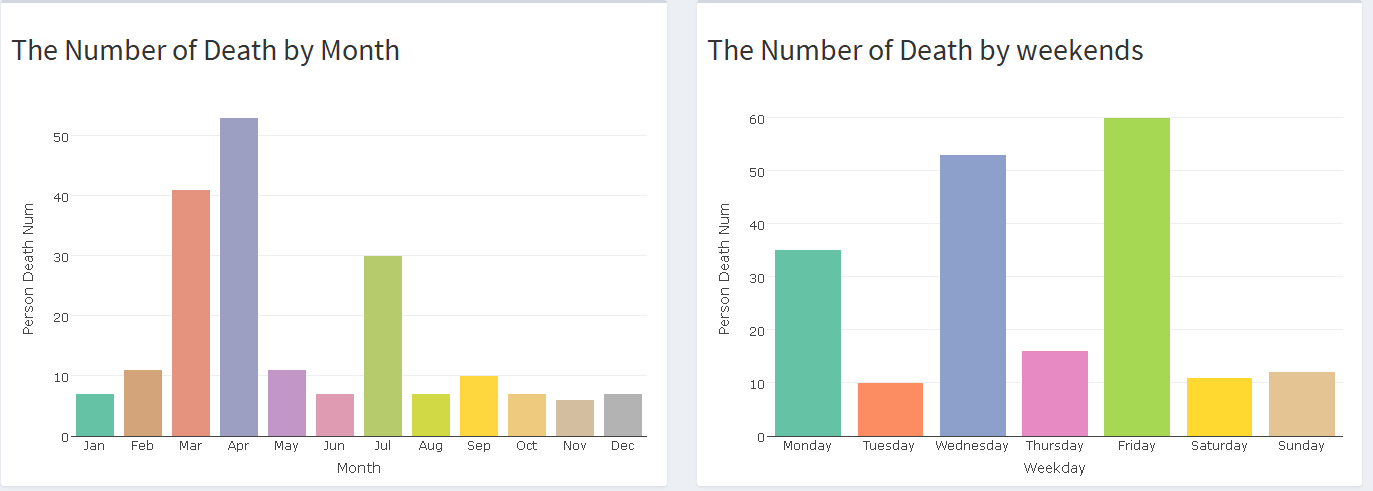 The Number of Death by Month
50
40
30
20
10
0
Person Death Num
Jan Feb Mar Apr May Jun Jul Aug Sep Oct Nov Dec
Month
The Number of Death by weekends
60
50
40
30
20
10
0
Person Death Num
Monday Tuesday Wednesday Thursday Friday Saturday Sunday
Weekday